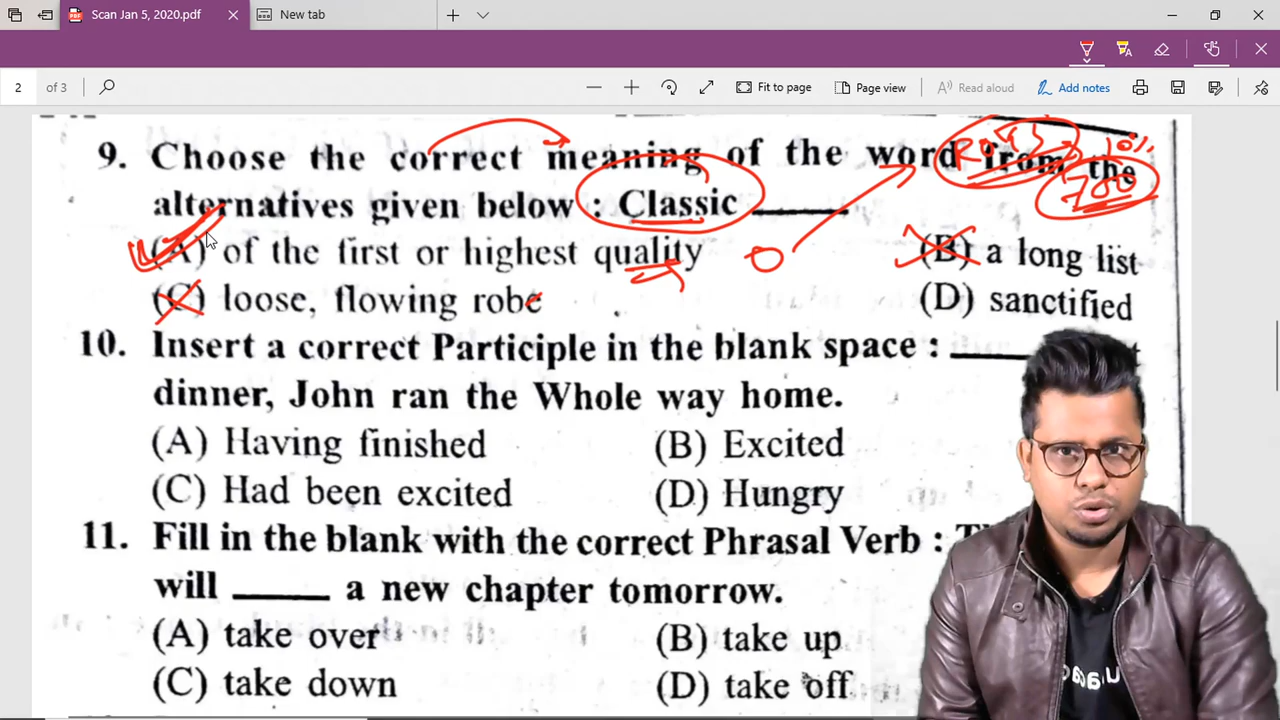 Scan Jan 5, 2020.pdf
New tab
2 of 3
Fit to page
Page view
Read aloud
Add notes
9. Choose the correct meaning of the word from the
10%
700
alternatives given below : Classic
(A) of the first or highest quality
(B) a long list
(C) loose, flowing robe
(D) sanctified
10. Insert a correct Participle in the blank space :
dinner, John ran the Whole way home.
(A) Having finished
(B) Excited
(C) Had been excited
(D) Hungry
11. Fill in the blank with the correct Phrasal Verb :
will ____ a new chapter tomorrow.
(A) take over
(B) take up
(C) take down
(D) take off